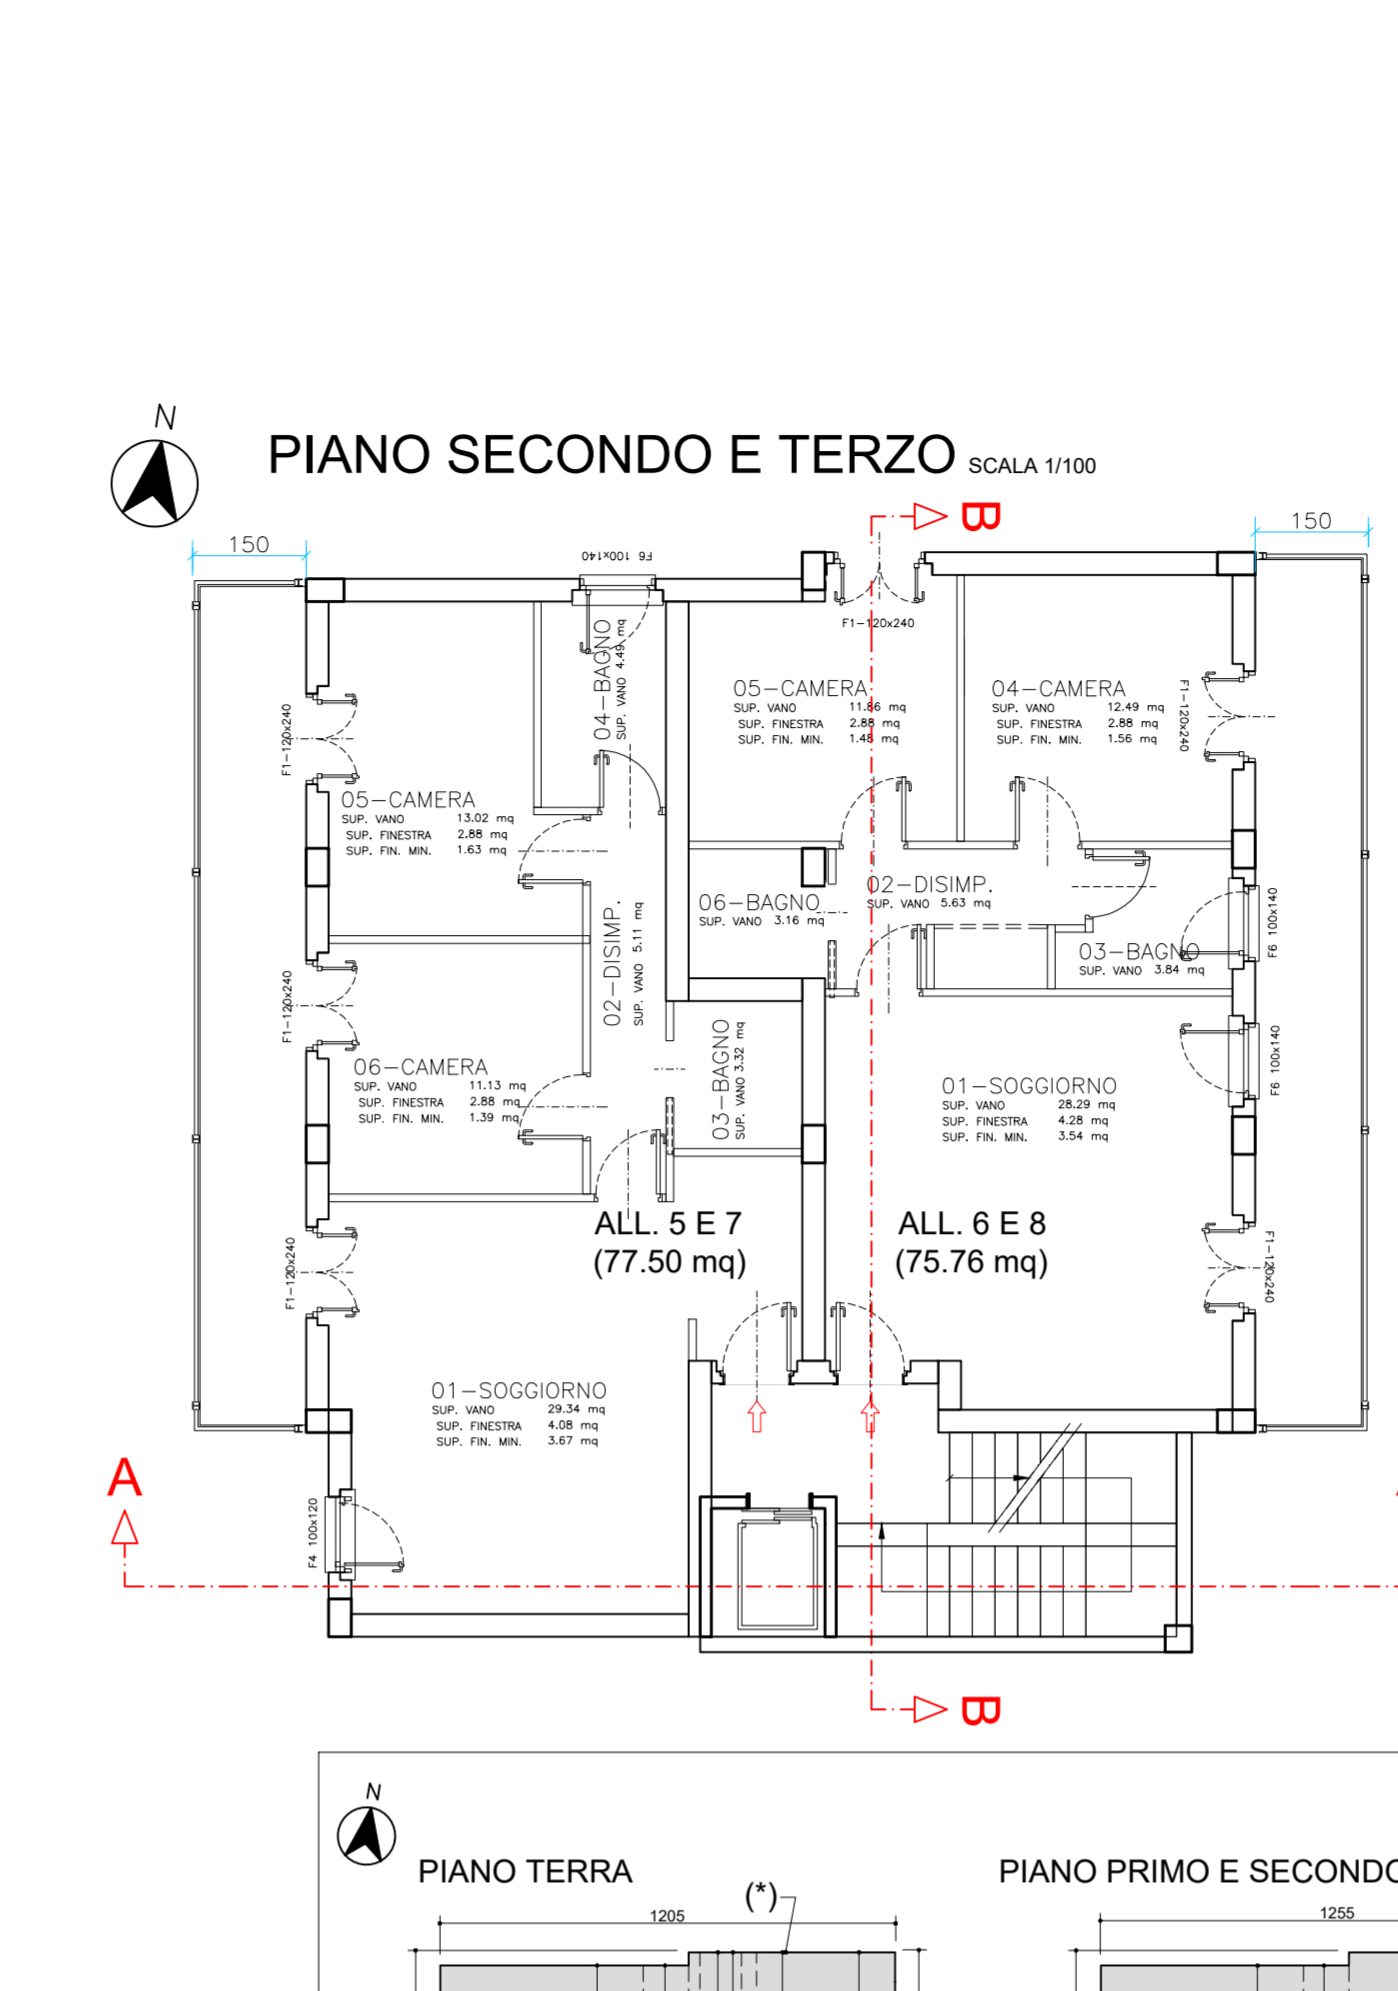 N
PIANO SECONDO E TERZO SCALA 1/100
B
150
150
F6 100x140
F1-120x240
04-BAGNO
SUP. VANO 4.49 mq
05-CAMERA
SUP. VANO 11.86 mq
SUP. FINESTRA 2.88 mq
SUP. FIN. MIN. 1.48 mq
04-CAMERA
SUP. VANO 12.49 mq
SUP. FINESTRA 2.88 mq
SUP. FIN. MIN. 1.56 mq
F1-120x240
F1-120x240
05-CAMERA
SUP. VANO 13.02 mq
SUP. FINESTRA 2.88 mq
SUP. FIN. MIN. 1.63 mq
02-DISIMP.
SUP. VANO 5.11 mq
06-BAGNO
SUP. VANO 3.16 mq
02-DISIMP.
SUP. VANO 5.63 mq
03-BAGNO
SUP. VANO 3.84 mq
F6 100x140
F1-120x240
06-CAMERA
SUP. VANO 11.13 mq
SUP. FINESTRA 2.88 mq
SUP. FIN. MIN. 1.39 mq
03-BAGNO
SUP. VANO 3.32 mq
01-SOGGIORNO
SUP. VANO 28.29 mq
SUP. FINESTRA 4.28 mq
SUP. FIN. MIN. 3.54 mq
F6 100x140
ALL. 5 E 7
(77.50 mq)
ALL. 6 E 8
(75.76 mq)
F1-120x240
F1-120x240
01-SOGGIORNO
SUP. VANO 29.34 mq
SUP. FINESTRA 4.08 mq
SUP. FIN. MIN. 3.67 mq
A
F4 100x120
B
N
PIANO TERRA
(*)
PIANO PRIMO E SECONDO
1205
1255